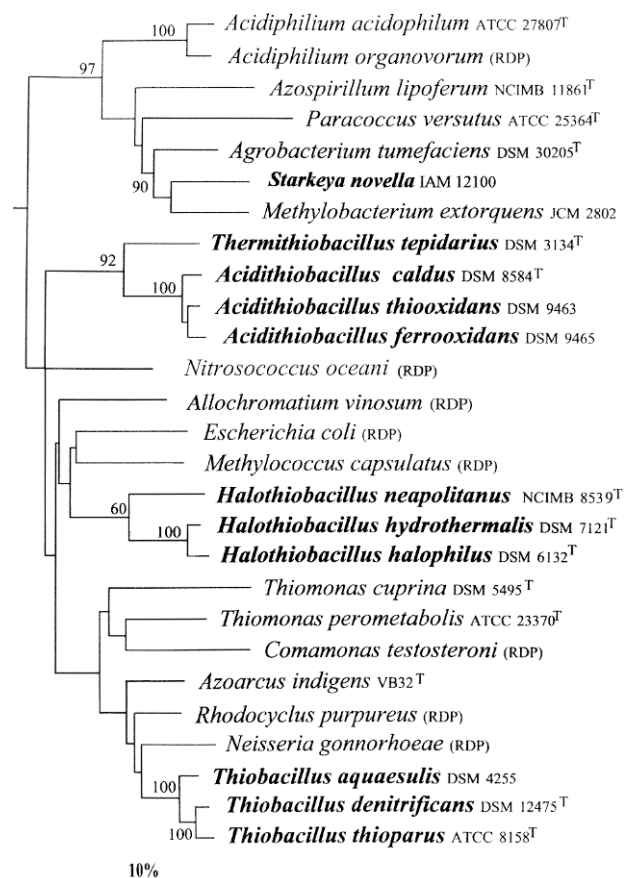 100 Acidiphilium acidophilum ATCC 27807T
Acidiphilium organovorum (RDP)
97
Azospirillum lipoferum NCIMB 11861T
Paracoccus versutus ATCC 25364T
Agrobacterium tumefaciens DSM 30205T
90 Starkeya novella IAM 12100
Methylobacterium extorquens JCM 2802
Thermithiobacillus tepidarius DSM 3134T
92
Acidithiobacillus caldus DSM 8584T
100
Acidithiobacillus thiooxidans DSM 9463
Acidithiobacillus ferrooxidans DSM 9465
Nitrosococcus oceani (RDP)
Allochromatium vinosum (RDP)
Escherichia coli (RDP)
Methylococcus capsulatus (RDP)
Halothiobacillus neapolitanus NCIMB 8539T
60
Halothiobacillus hydrothermalis DSM 7121T
100
Halothiobacillus halophilus DSM 6132T
Thiomonas cuprina DSM 5495T
Thiomonas perometabolis ATCC 23370T
Comamonas testosteroni (RDP)
Azoarcus indigens VB32T
Rhodocyclus purpureus (RDP)
Neisseria gonnorhoeae (RDP)
Thiobacillus aquaesulis DSM 4255
100
Thiobacillus denitrificans DSM 12475T
100 Thiobacillus thioparus ATCC 8158T
10%